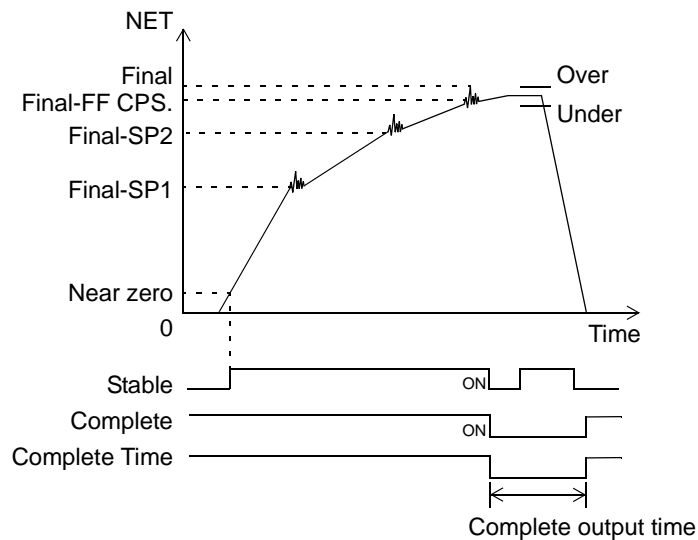 NET
Final
Over
Final-FF CPS.
Under
Final-SP2
Final-SP1
Near zero
0
Time
Stable
ON
Complete
ON
Complete Time
Complete output time